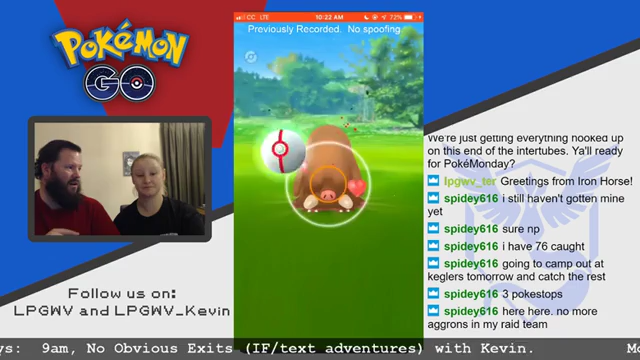 POKÉMON
GO
CC LTE
10:22 AM
72%
Previously Recorded. No spoofing
We're just getting everything hooked up
on this end of the intertubes. Ya'll ready
for PokéMonday?
lpgwv_ter Greetings from Iron Horse!
spidey616 i still haven't gotten mine
yet
spidey616 sure np
spidey616 i have 76 caught
spidey616 going to camp out at
keglers tomorrow and catch the rest
spidey616 3 pokestops
spidey616 here here. no more
aggrons in my raid team
Follow us on:
LPGWV and LPGWV_Kevin
ys: 9am, No Obvious Exits (IF/text adventures) with Kevin. Mo